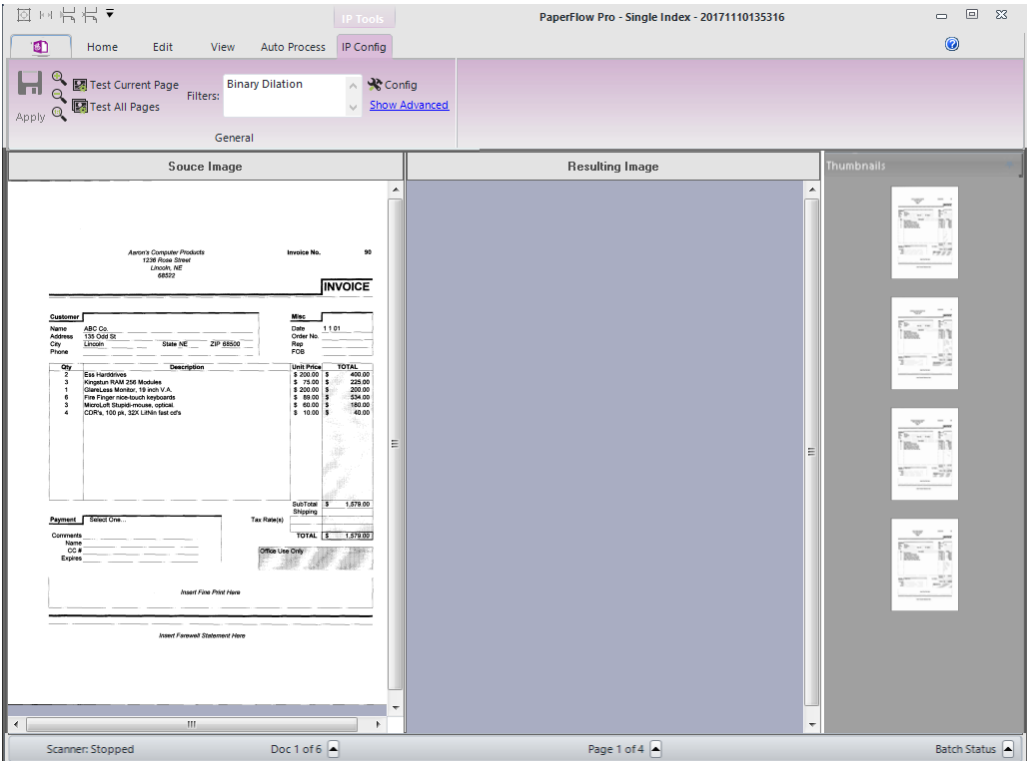 IP Tools
PaperFlow Pro - Single Index - 20171110135316
Home Edit View Auto Process IP Config
Apply
Test Current Page
Test All Pages
Filters:
Binary Dilation
Config
Show Advanced
General
Souce Image
Resulting Image
Thumbnails
Aaron's Computer Products
1236 Rose Street
Lincoln, NE
68522
Invoice No. 90
INVOICE
Customer
Misc
Name ABC Co.
Date 1 1 01
Address 135 Odd St
Order No.
City Lincoln State NE ZIP 68500
Rep
Phone
FOB
Qty Description Unit Price TOTAL
2 Ess Harddrives $ 200.00 $ 400.00
3 Kingstun RAM 256 Modules $ 75.00 $ 225.00
1 GlareLess Monitor, 19 inch V.A. $ 200.00 $ 200.00
6 Fire Finger nice-touch keyboards $ 89.00 $ 534.00
3 MicroLoft Stupidi-mouse, optical. $ 60.00 $ 180.00
4 CDR's, 100 pk, 32X LithNin fast cd's $ 10.00 $ 40.00
SubTotal $ 1,579.00
Shipping
Payment Select One...
Tax Rate(s)
Comments
TOTAL $ 1,579.00
Name
CC #
Expires
Office Use Only
Insert Fine Print Here
Insert Farewell Statement Here
Scanner: Stopped Doc 1 of 6 Page 1 of 4 Batch Status